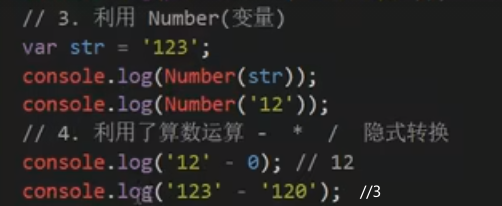 // 3. 利用 Number(变量)
var str = '123';
console.log(Number(str));
console.log(Number('12'));
// 4. 利用了算数运算 - * / 隐式转换
console.log('12' - 0); // 12
console.log('123' - '120'); //3